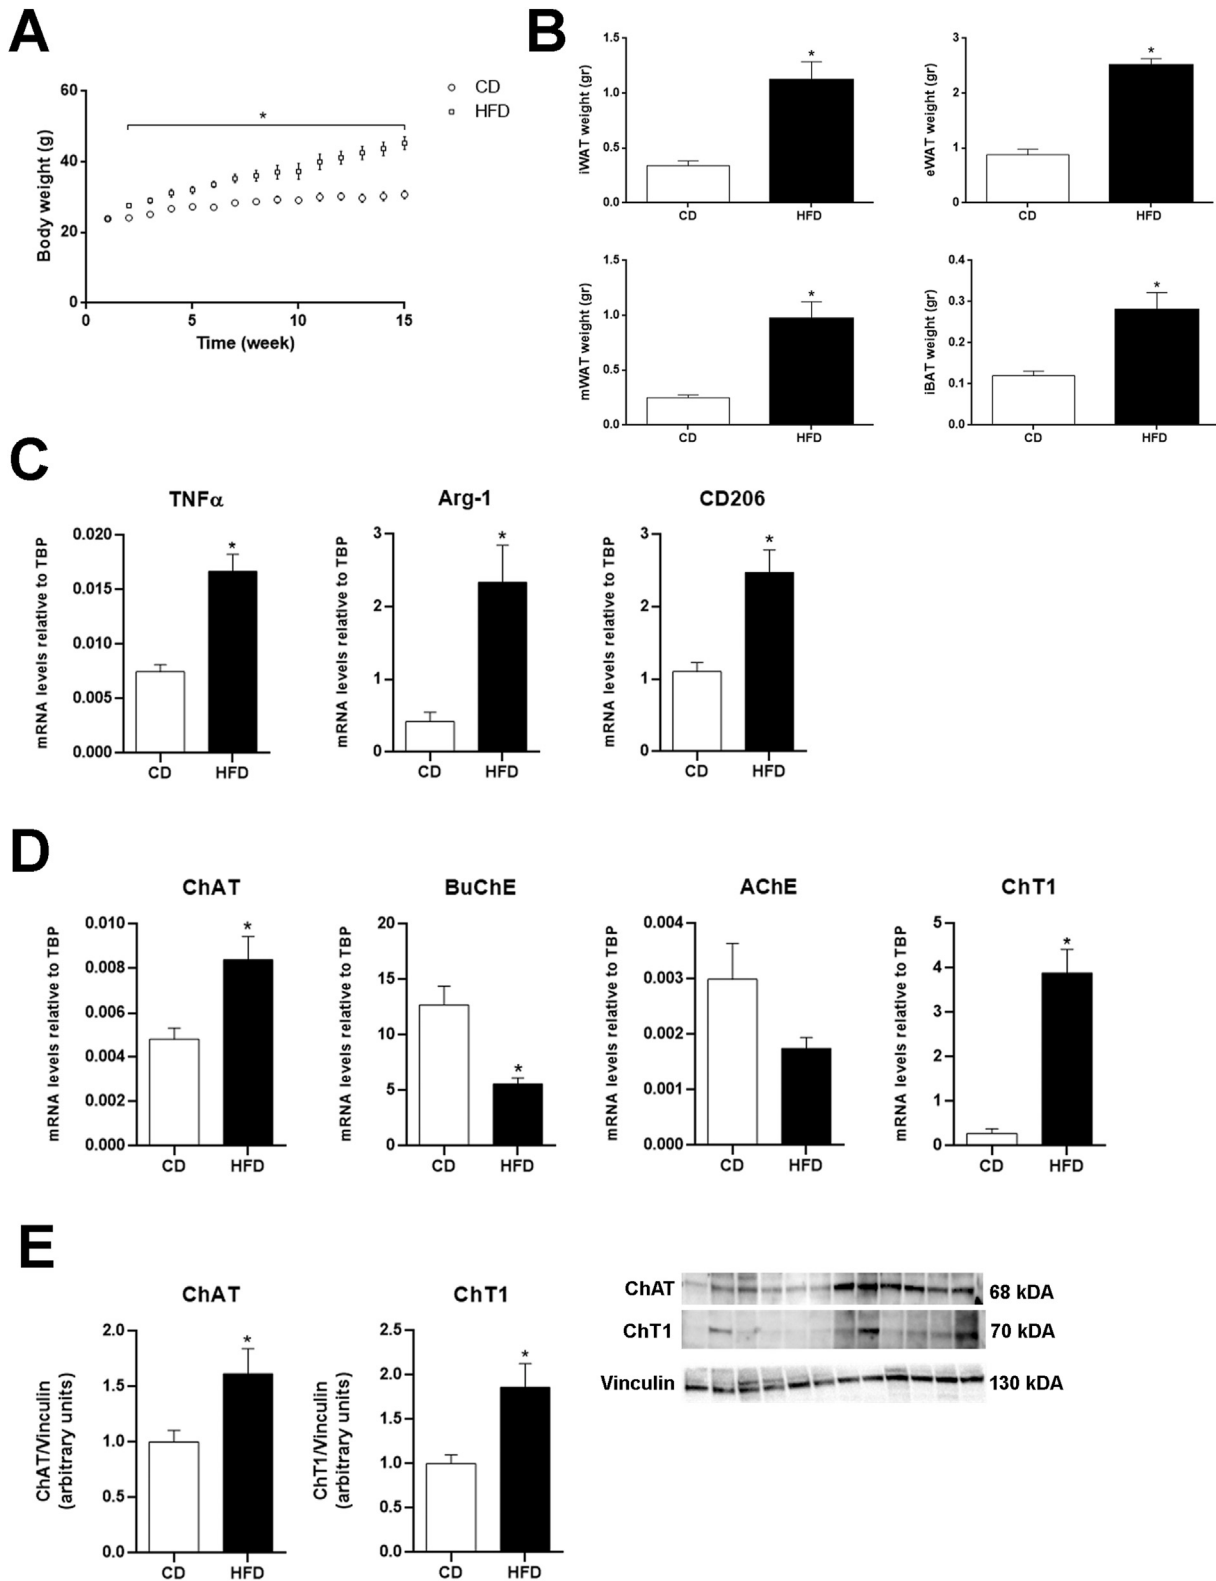 A
60
40
20
0
Body weight (g)
*
CD
HFD
0
5
10
15
Time (week)
B
iWAT weight (gr)
1.5
1.0
0.5
0.0
*
CD
HFD
eWAT weight (gr)
3
2
1
0
*
CD
HFD
mWAT weight (gr)
1.5
1.0
0.5
0.0
*
CD
HFD
iBAT weight (gr)
0.4
0.3
0.2
0.1
0.0
*
CD
HFD
C
TNFα
mRNA levels relative to TBP
0.020
0.015
0.010
0.005
0.000
*
CD
HFD
Arg-1
mRNA levels relative to TBP
3
2
1
0
*
CD
HFD
CD206
mRNA levels relative to TBP
3
2
1
0
*
CD
HFD
D
ChAT
mRNA levels relative to TBP
0.010
0.008
0.006
0.004
0.002
0.000
*
CD
HFD
BuChE
mRNA levels relative to TBP
20
15
10
5
0
*
CD
HFD
AChE
mRNA levels relative to TBP
0.004
0.003
0.002
0.001
0.000
CD
HFD
ChT1
mRNA levels relative to TBP
5
4
3
2
1
0
*
CD
HFD
E
ChAT
ChAT/Vinculin
(arbitrary units)
2.0
1.5
1.0
0.5
0.0
*
CD
HFD
ChT1
ChT1/Vinculin
(arbitrary units)
2.5
2.0
1.5
1.0
0.5
0.0
*
CD
HFD
ChAT 68 kDA
ChT1 70 kDA
Vinculin 130 kDA